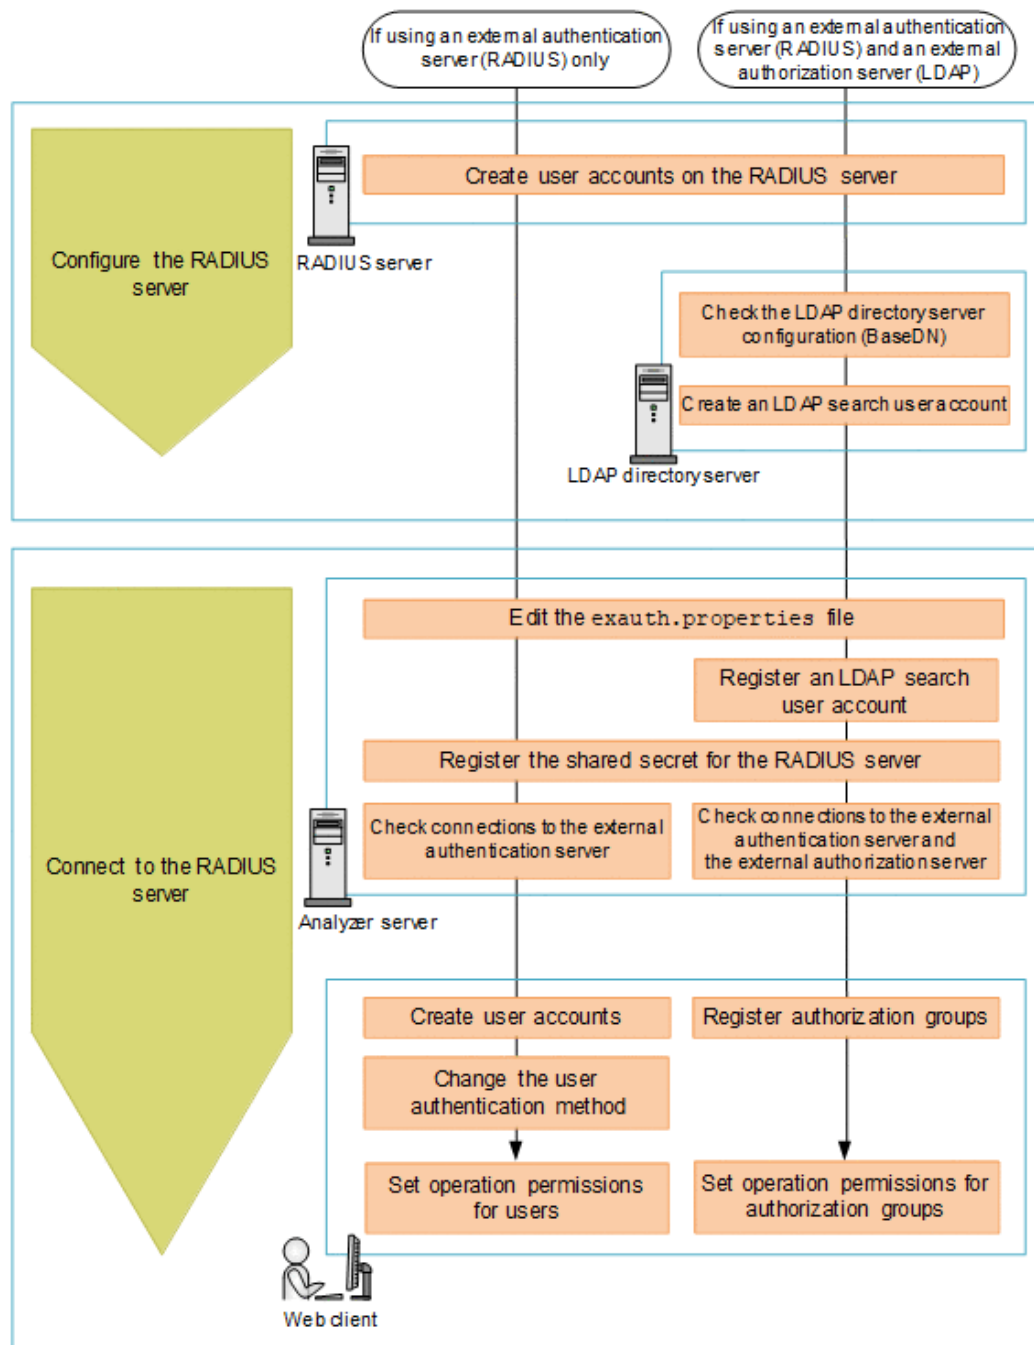 If using an external authentication
server (RADIUS) only
If using an external authentication
server (RADIUS) and an external
authorization server (LDAP)
Configure the RADIUS
server
Create user accounts on the RADIUS server
RADIUS server
Check the LDAP directory server
configuration (BaseDN)
Create an LDAP search user account
LDAP directory server
Connect to the RADIUS
server
Edit the exauth.properties file
Register an LDAP search
user account
Register the shared secret for the RADIUS server
Check connections to the external
authentication server
Check connections to the external
authentication server and
the external authorization server
Analyzer server
Create user accounts
Register authorization groups
Change the user
authentication method
Set operation permissions
for users
Set operation permissions for
authorization groups
Web client